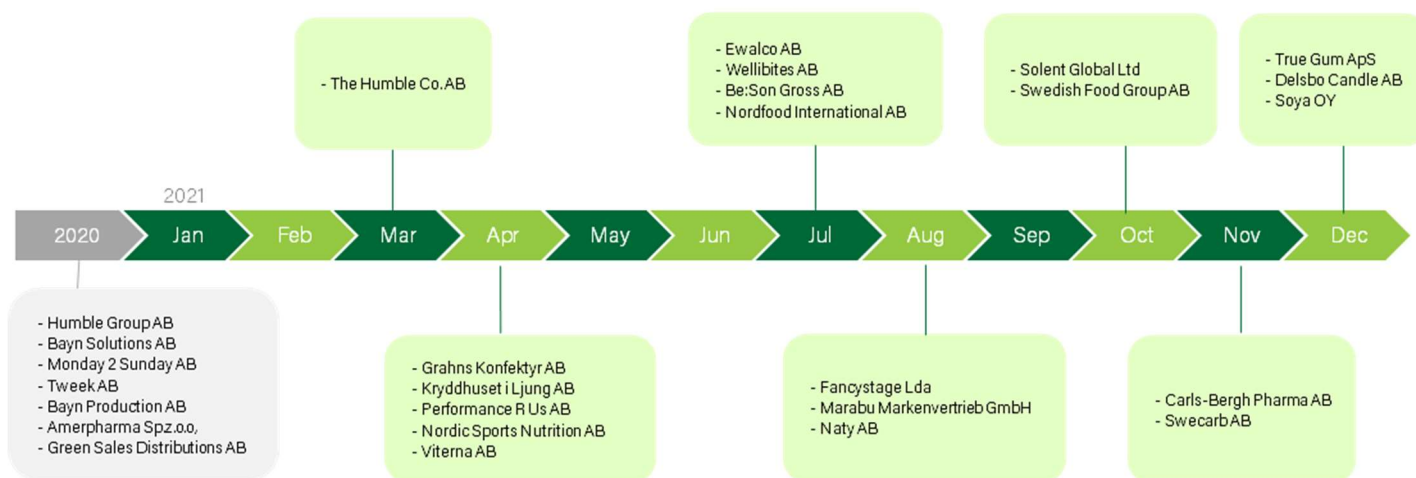 - The Humble Co. AB
- Ewalco AB
- Wellibites AB
- Be:Son Gross AB
- Nordfood International AB
- Solent Global Ltd
- Swedish Food Group AB
- True Gum ApS
- Delsbo Candle AB
- Soya OY
2021
2020 Jan Feb Mar Apr May Jun Jul Aug Sep Oct Nov Dec
- Humble Group AB
- Bayn Solutions AB
- Monday 2 Sunday AB
- Tweek AB
- Bayn Production AB
- Amerpharma Spz.o.o,
- Green Sales Distributions AB
- Grahns Konfektyr AB
- Kryddhuset i Ljung AB
- Performance R Us AB
- Nordic Sports Nutrition AB
- Viterna AB
- Fancystage Lda
- Marabu Markenvertrieb GmbH
- Naty AB
- Carls-Bergh Pharma AB
- Swecarb AB